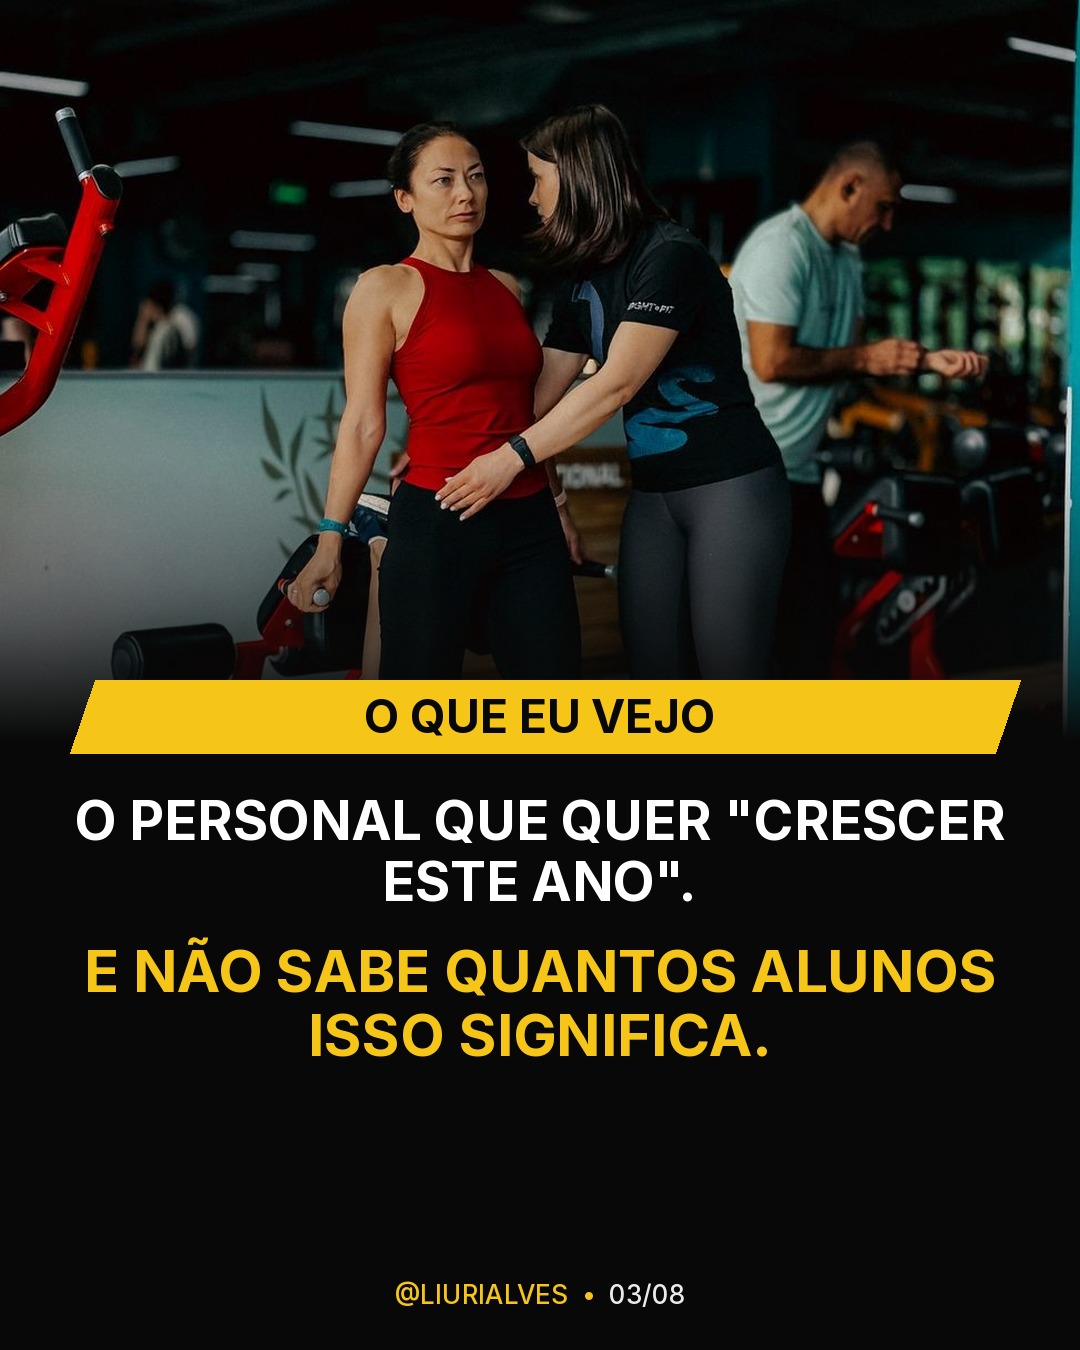 O QUE EU VEJO
O PERSONAL QUE QUER "CRESCER
ESTE ANO".
E NÃO SABE QUANTOS ALUNOS
ISSO SIGNIFICA.
@LIURIALVES • 03/08